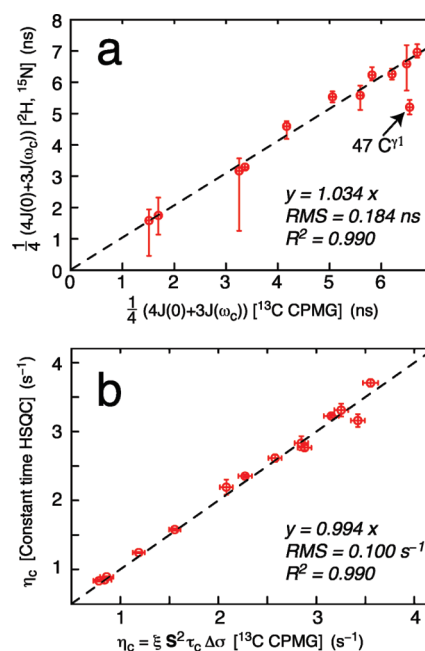 a
7
6
5
4
3
2
1
0
1/4 (4J(0)+3J(ω_c)) [²H, ¹⁵N] (ns)
47 C^γ1
y = 1.034 x
RMS = 0.184 ns
R² = 0.990
0 1 2 3 4 5 6
1/4 (4J(0)+3J(ω_c)) [¹³C CPMG] (ns)
b
4
3
2
1
η_c [Constant time HSQC] (s⁻¹)
y = 0.994 x
RMS = 0.100 s⁻¹
R² = 0.990
1 2 3 4
η_c = ξ S² τ_c Δσ [¹³C CPMG] (s⁻¹)